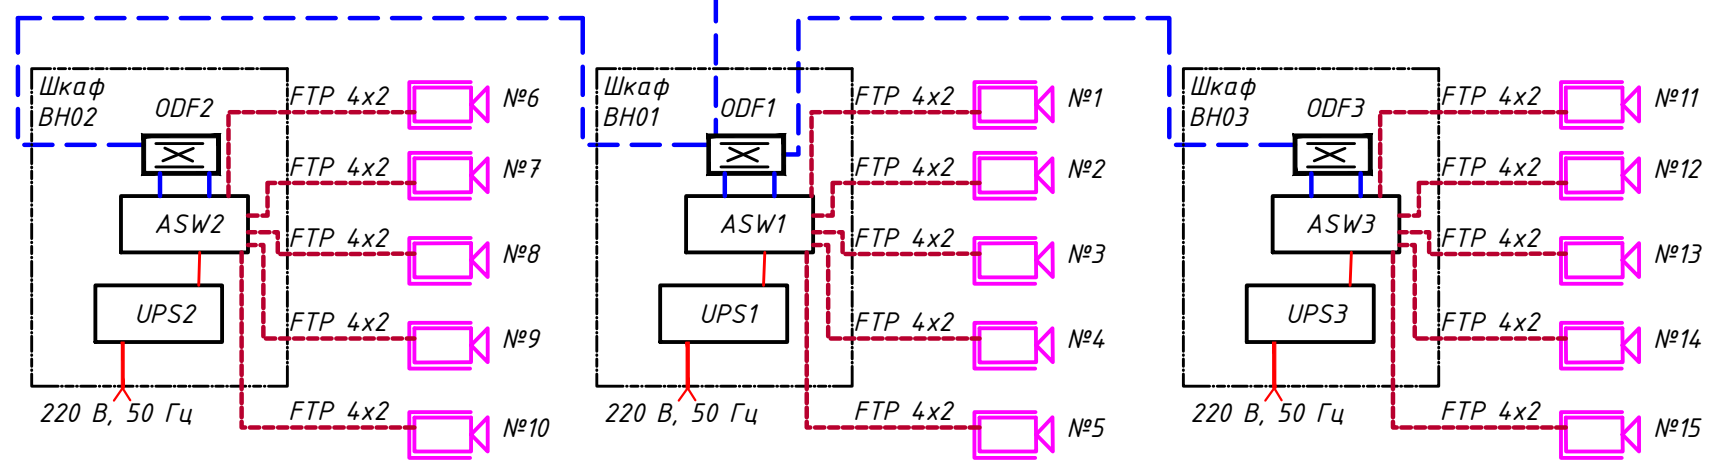 Шкаф
ВН02
ODF2
ASW2
UPS2
220 В, 50 Гц
FTP 4x2
№6
FTP 4x2
№7
FTP 4x2
№8
FTP 4x2
№9
FTP 4x2
№10
Шкаф
ВН01
ODF1
ASW1
UPS1
220 В, 50 Гц
FTP 4x2
№1
FTP 4x2
№2
FTP 4x2
№3
FTP 4x2
№4
FTP 4x2
№5
Шкаф
ВН03
ODF3
ASW3
UPS3
220 В, 50 Гц
FTP 4x2
№11
FTP 4x2
№12
FTP 4x2
№13
FTP 4x2
№14
FTP 4x2
№15